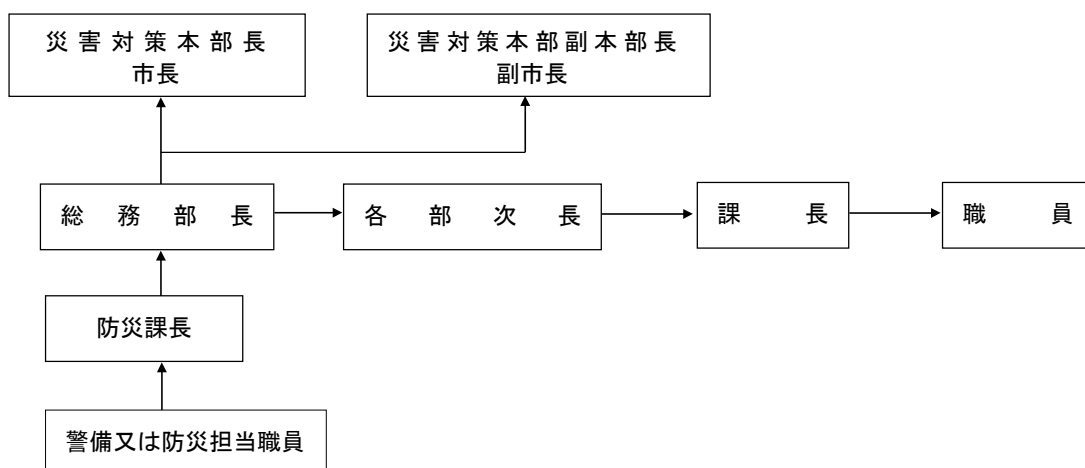 災害対策本部長
市長
災害対策本部副本部長
副市長
総務部長
各部次長
課長
職員
防災課長
警備又は防災担当職員